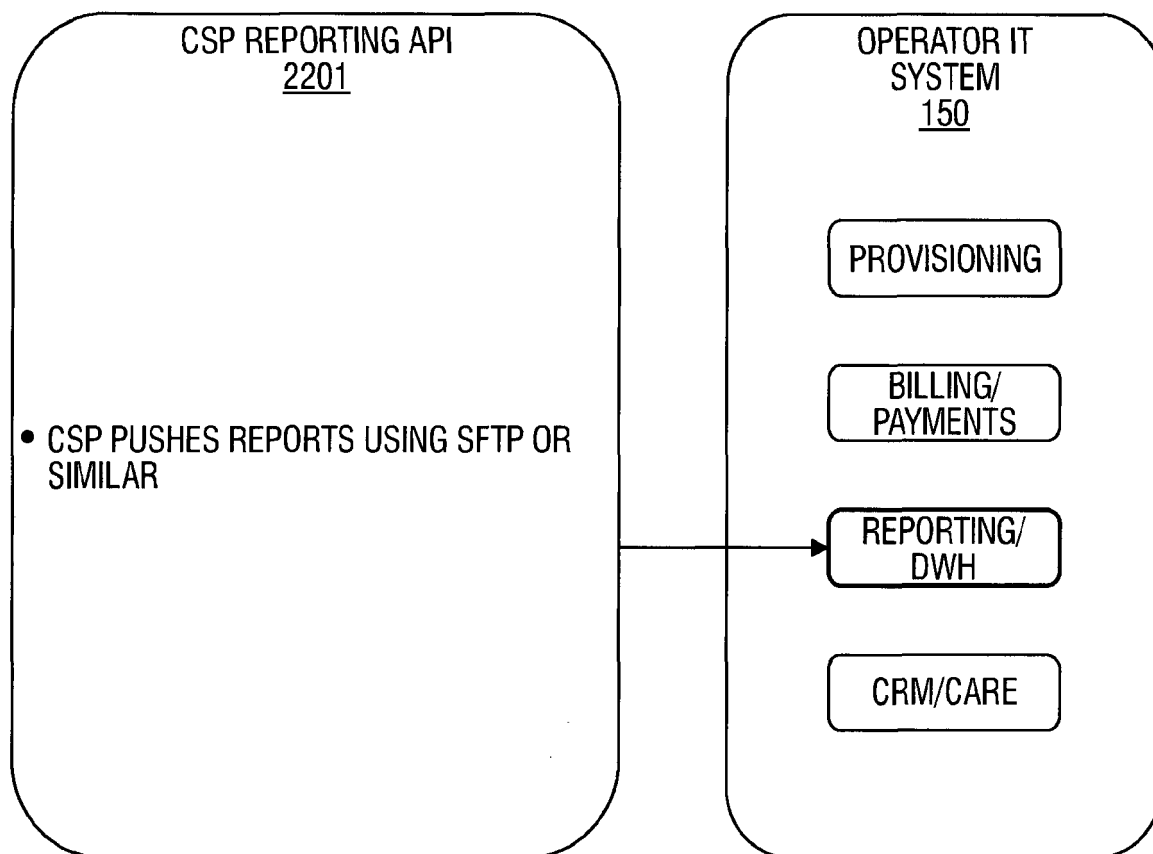 CSP REPORTING API
2201
• CSP PUSHES REPORTS USING SFTP OR
SIMILAR
OPERATOR IT
SYSTEM
150
PROVISIONING
BILLING/
PAYMENTS
REPORTING/
DWH
CRM/CARE